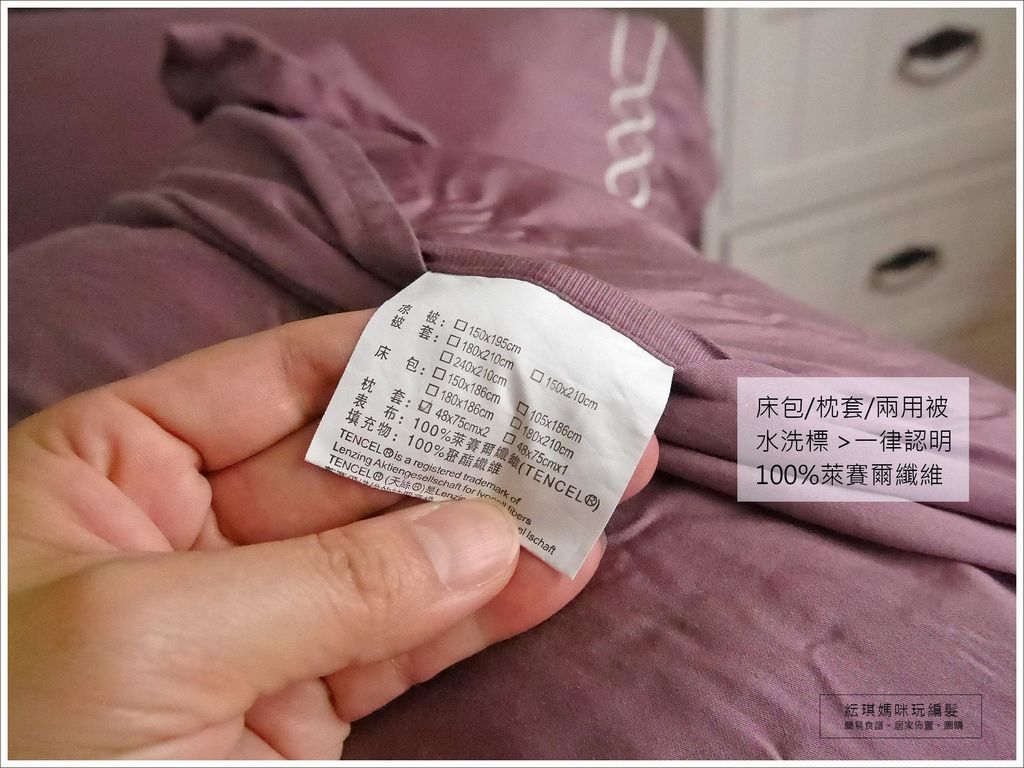 涼被：☐150x195cm
被套：☐180x210cm ☐150x210cm
☐240x210cm
床包：☐150x186cm ☐105x186cm
☐180x186cm ☐180x210cm
枕套：☑48x75cmx2 ☐48x75cmx1
表布：100%萊賽爾纖維(TENCEL®)
填充物：100%聚酯纖維
TENCEL®is a registered trademark of
Lenzing Aktiengesellschaft for lyocell fibers
TENCEL®(天絲®)是Lenzin
lschaft
床包/枕套/兩用被
水洗標 >一律認明
100%萊賽爾纖維
紜琪媽咪玩編髮
簡易食譜。居家佈置。團購